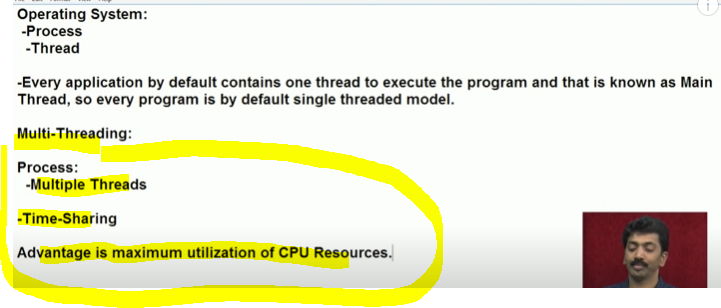 Operating System:
-Process
-Thread
-Every application by default contains one thread to execute the program and that is known as Main
Thread, so every program is by default single threaded model.
Multi-Threading:
Process:
-Multiple Threads
-Time-Sharing
Advantage is maximum utilization of CPU Resources.